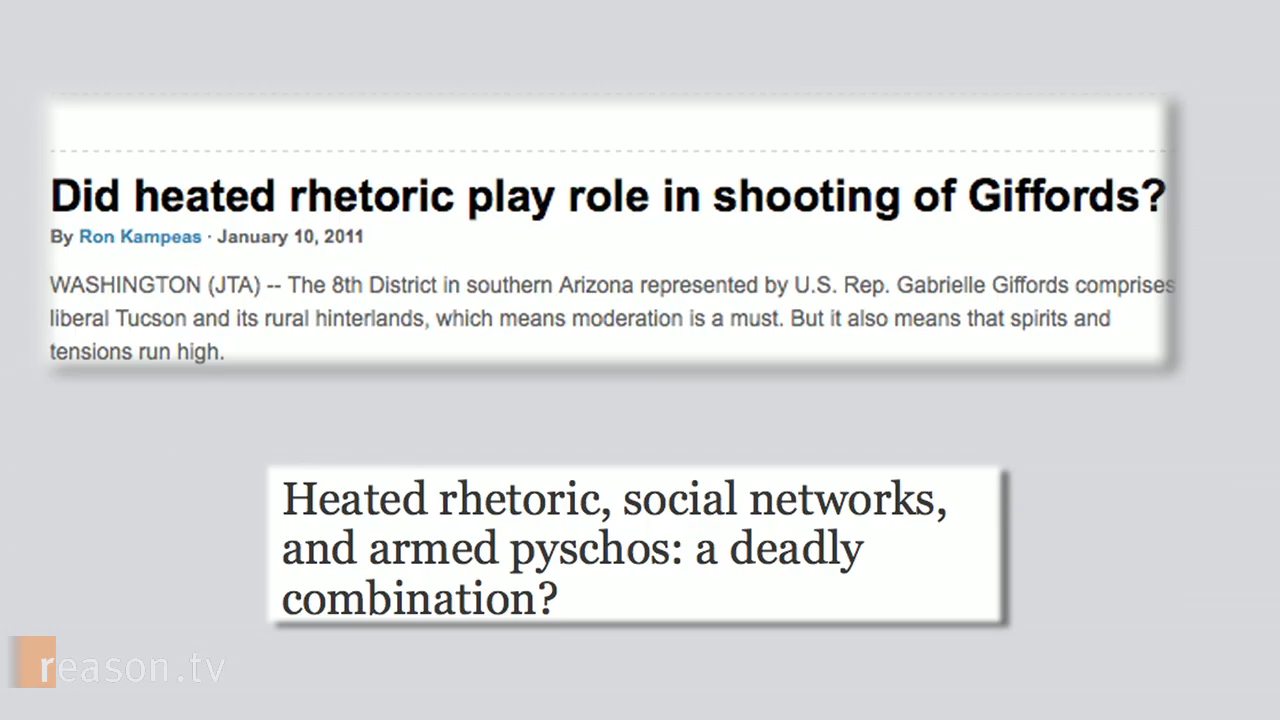 Did heated rhetoric play role in shooting of Giffords?
By Ron Kampeas · January 10, 2011
WASHINGTON (JTA) -- The 8th District in southern Arizona represented by U.S. Rep. Gabrielle Giffords comprises
liberal Tucson and its rural hinterlands, which means moderation is a must. But it also means that spirits and
tensions run high.
Heated rhetoric, social networks,
and armed pyschos: a deadly
combination?
reason.tv